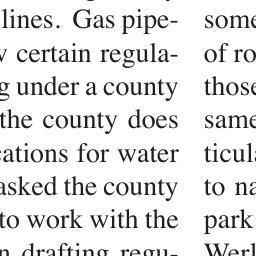 lines. Gas pipe-
certain regula-
under a county
the county does
for water
asked the county
to work with the
drafting regu-
some
of ro
those
same
ticula
to na
park
Werl